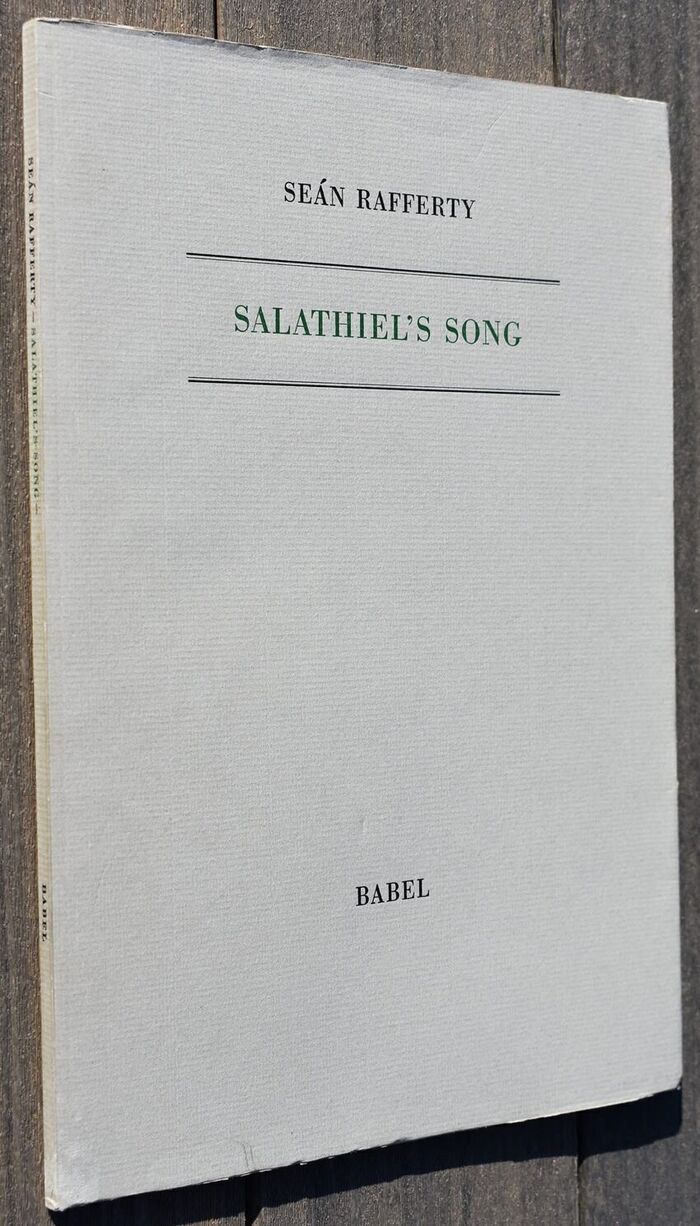 SEÁN RAFFERTY
SALATHIEL'S SONG
BABEL
SEÁN RAFFERTY – SALATHIEL'S SONG –
BABEL